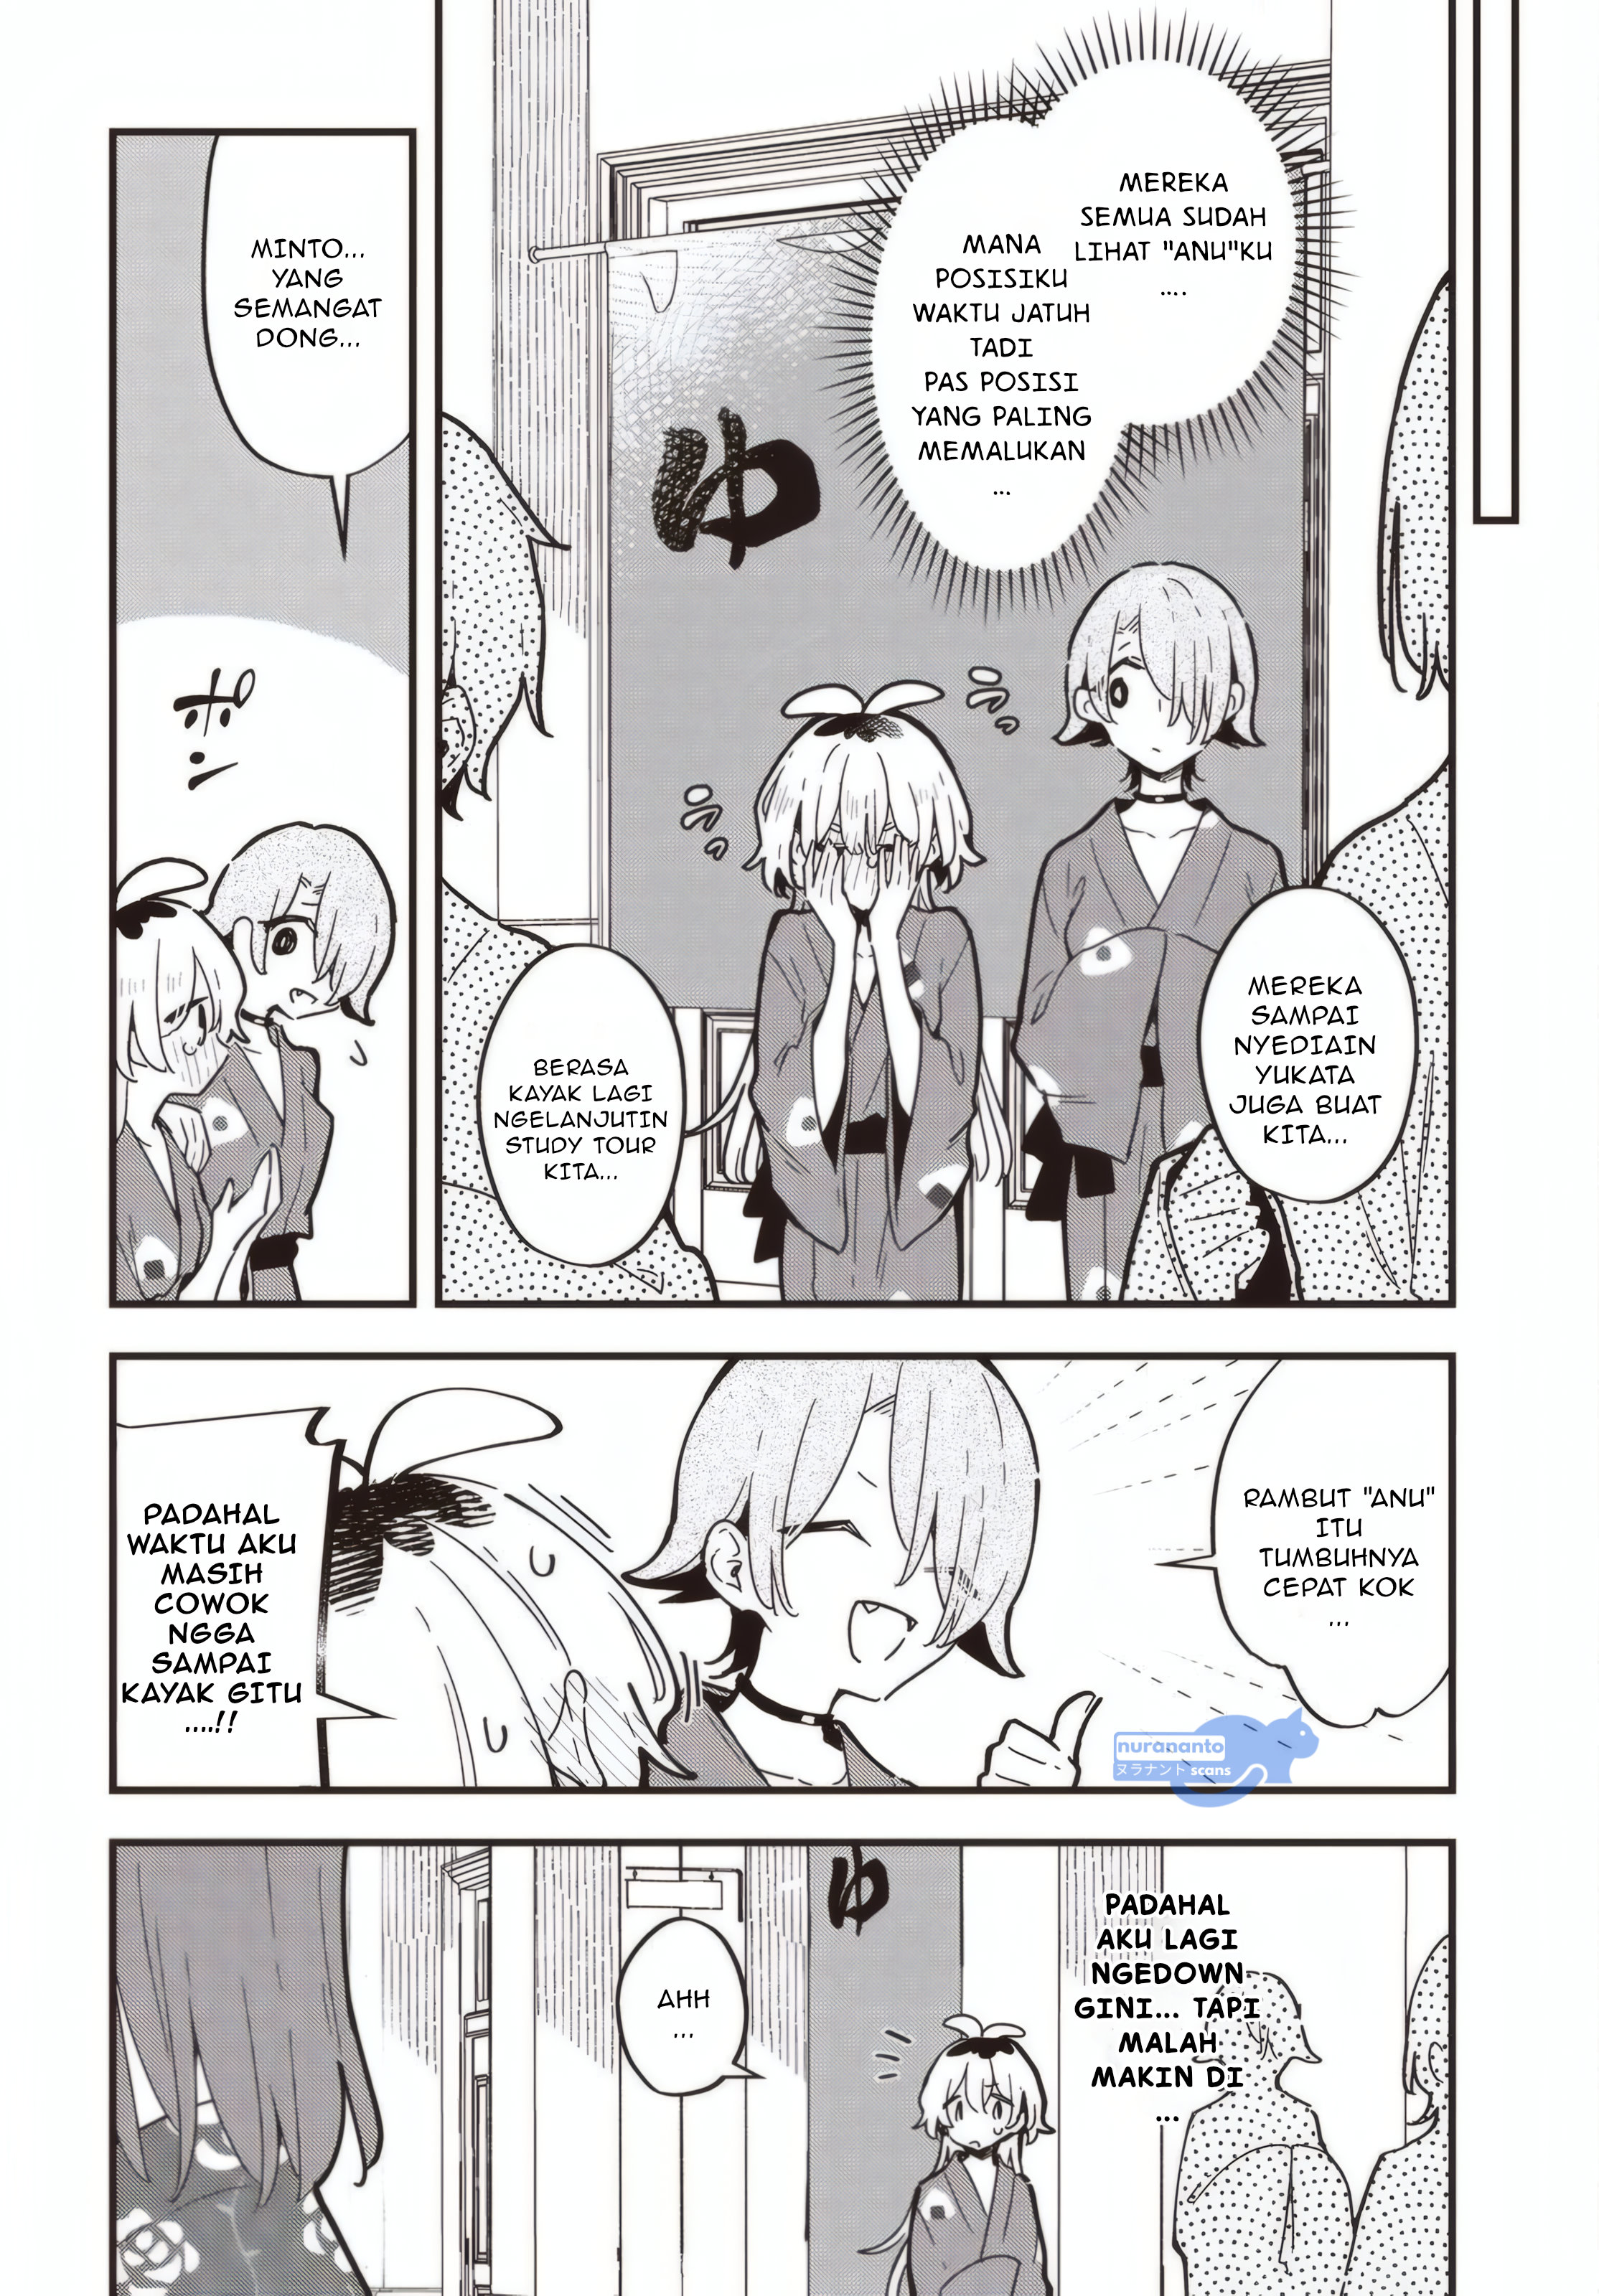 MEREKA
SEMUA SUDAH
LIHAT "ANU"KU
....
MANA
POSISIKU
WAKTU JATUH
TADI
PAS POSISI
YANG PALING
MEMALUKAN
...
ゆ
MEREKA
SAMPAI
NYEDIAIN
YUKATA
JUGA BUAT
KITA...
BERASA
KAYAK LAGI
NGELANJUTIN
STUDY TOUR
KITA...
MINTO...
YANG
SEMANGAT
DONG...
ポン
RAMBUT "ANU"
ITU
TUMBUHNYA
CEPAT KOK
...
PADAHAL
WAKTU AKU
MASIH
COWOK
NGGA
SAMPAI
KAYAK GITU
....!!
nurananto
ヌラナント scans
PADAHAL
AKU LAGI
NGEDOWN
GINI... TAPI
MALAH
MAKIN DI
...
ゆ
AHH
...